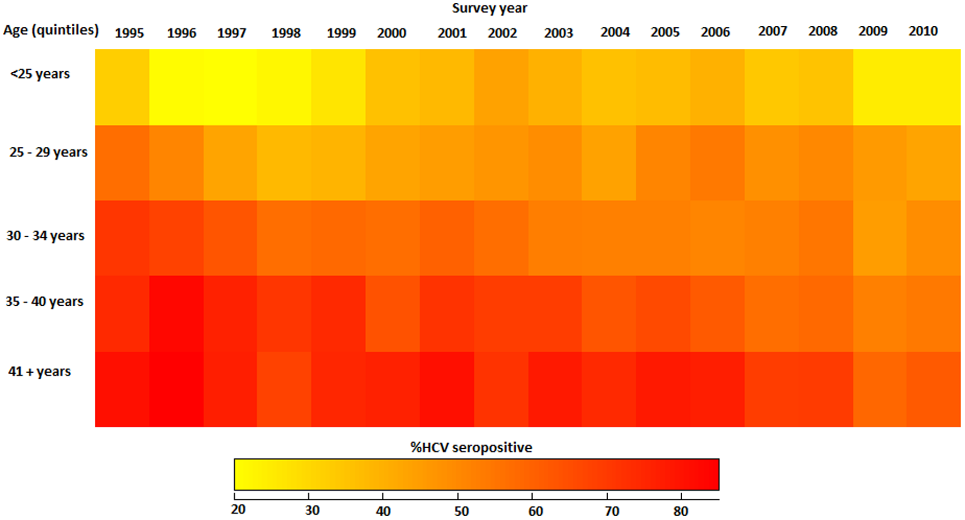 Survey year
Age (quintiles) 1995 1996 1997 1998 1999 2000 2001 2002 2003 2004 2005 2006 2007 2008 2009 2010
<25 years
25 - 29 years
30 - 34 years
35 - 40 years
41 + years
%HCV seropositive
20 30 40 50 60 70 80